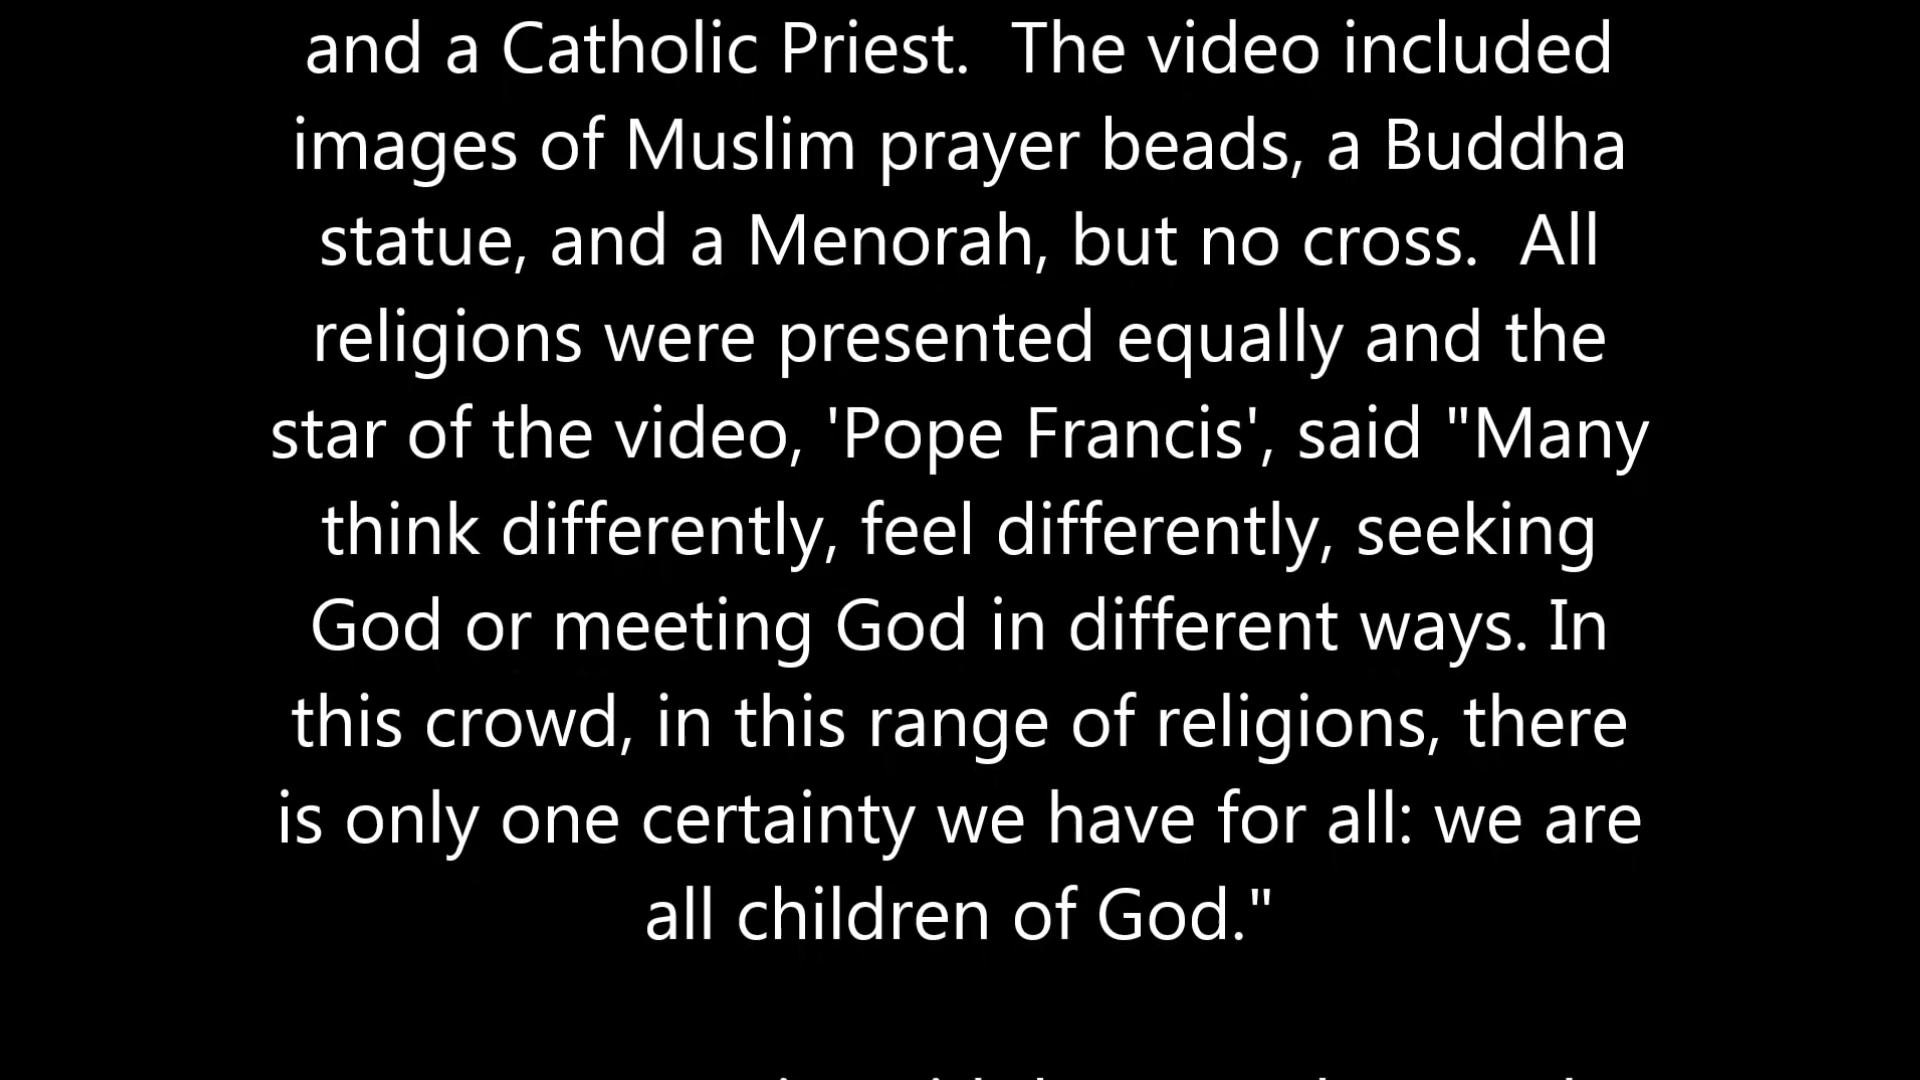 and a Catholic Priest.  The video included
images of Muslim prayer beads, a Buddha
statue, and a Menorah, but no cross.  All
religions were presented equally and the
star of the video, 'Pope Francis', said "Many
think differently, feel differently, seeking
God or meeting God in different ways. In
this crowd, in this range of religions, there
is only one certainty we have for all: we are
all children of God."